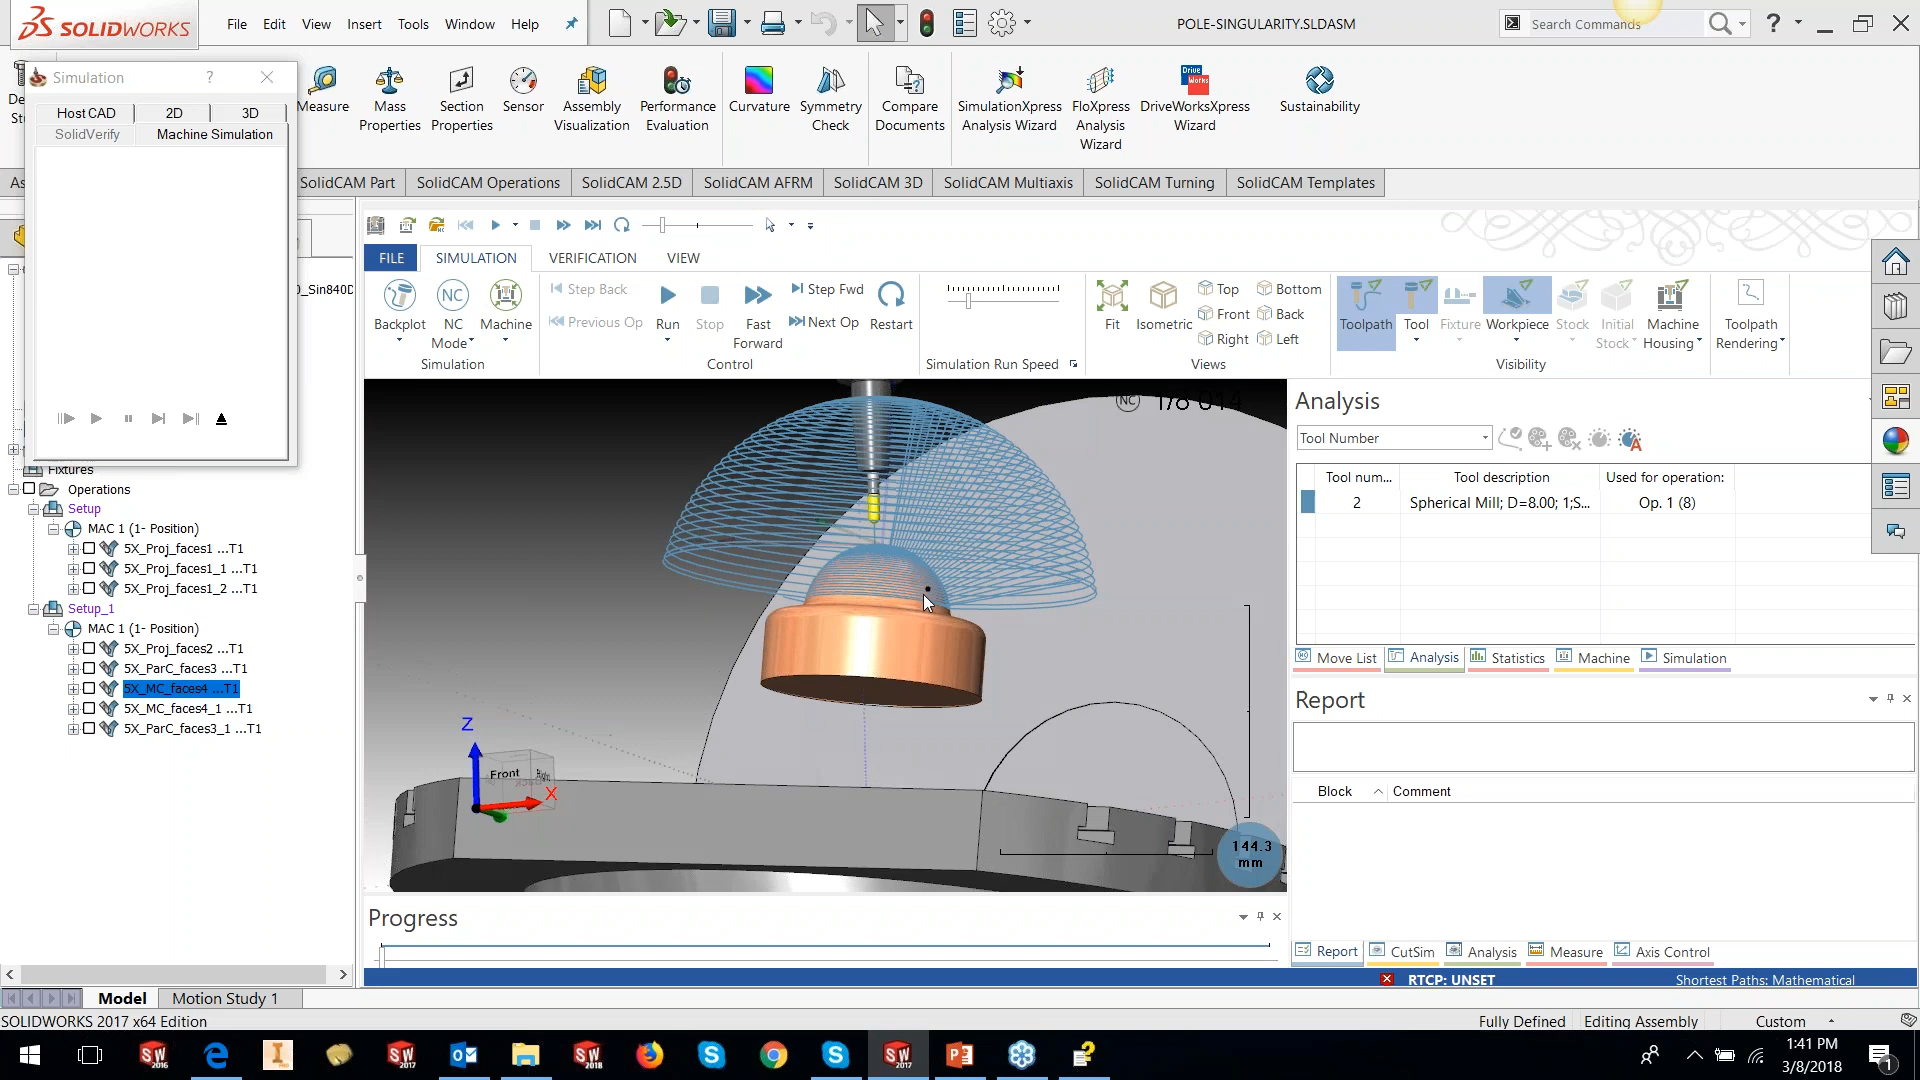 SOLIDWORKS
File Edit View Insert Tools Window Help
POLE-SINGULARITY.SLDASM
Search Commands
Simulation
HostCAD 2D 3D
SolidVerify Machine Simulation
Measure
Mass Properties
Section Properties
Sensor
Assembly Visualization
Performance Evaluation
Curvature
Symmetry Check
Compare Documents
SimulationXpress Analysis Wizard
FloXpress Analysis Wizard
DriveWorksXpress Wizard
Sustainability
SolidCAM Part SolidCAM Operations SolidCAM 2.5D SolidCAM AFRM SolidCAM 3D SolidCAM Multiaxis SolidCAM Turning SolidCAM Templates
FILE SIMULATION VERIFICATION VIEW
Backplot
NC Mode
Machine
Simulation
Step Back
Previous Op
Run
Stop
Fast Forward
Step Fwd
Next Op
Restart
Control
Simulation Run Speed
Fit
Isometric
Top Bottom
Front Back
Right Left
Views
Toolpath
Tool
Fixture
Workpiece
Stock
Initial Stock
Machine Housing
Visibility
Toolpath Rendering
0_Sin840D
Fixtures
Operations
Setup
MAC 1 (1- Position)
5X_Proj_faces1 ...T1
5X_Proj_faces1_1 ...T1
5X_Proj_faces1_2 ...T1
Setup_1
MAC 1 (1- Position)
5X_Proj_faces2 ...T1
5X_ParC_faces3 ...T1
5X_MC_faces4 ...T1
5X_MC_faces4_1 ...T1
5X_ParC_faces3_1 ...T1
NC 178 014
Z
Front Right
X
144.3 mm
Analysis
Tool Number
Tool num... Tool description Used for operation:
2 Spherical Mill; D=8.00; 1;S... Op. 1 (8)
Move List Analysis Statistics Machine Simulation
Report
Block Comment
Report CutSim Analysis Measure Axis Control
Progress
RTCP: UNSET Shortest Paths: Mathematical
Model Motion Study 1
SOLIDWORKS 2017 x64 Edition
Fully Defined Editing Assembly Custom
1:41 PM
3/8/2018